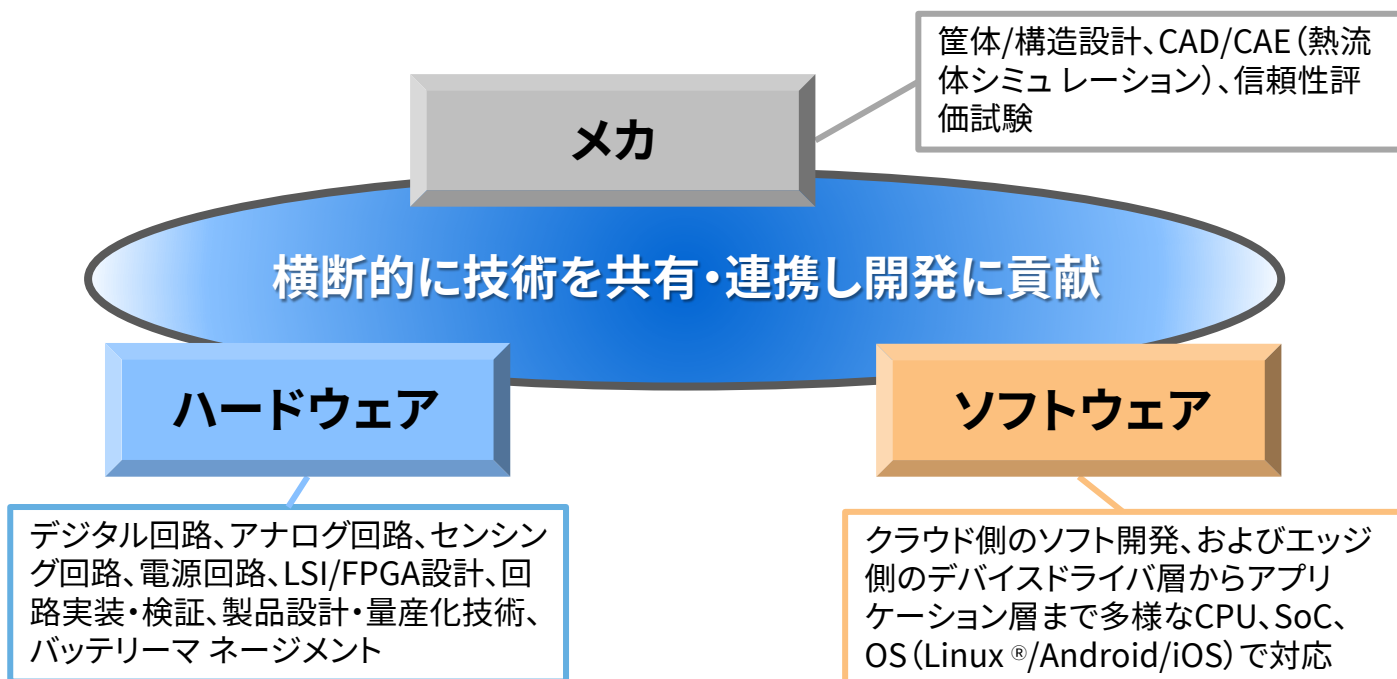 筐体/構造設計、CAD/CAE（熱流
体シミュ レーション）、信頼性評
価試験
メカ
横断的に技術を共有・連携し開発に貢献
ハードウェア
ソフトウェア
デジタル回路、アナログ回路、センシン
グ回路、電源回路、LSI/FPGA設計、回
路実装・検証、製品設計・量産化技術、
バッテリーマ ネージメント
クラウド側のソフト開発、およびエッジ
側のデバイスドライバ層からアプリ
ケーション層まで多様なCPU、SoC、
OS（Linux ®/Android/iOS）で対応